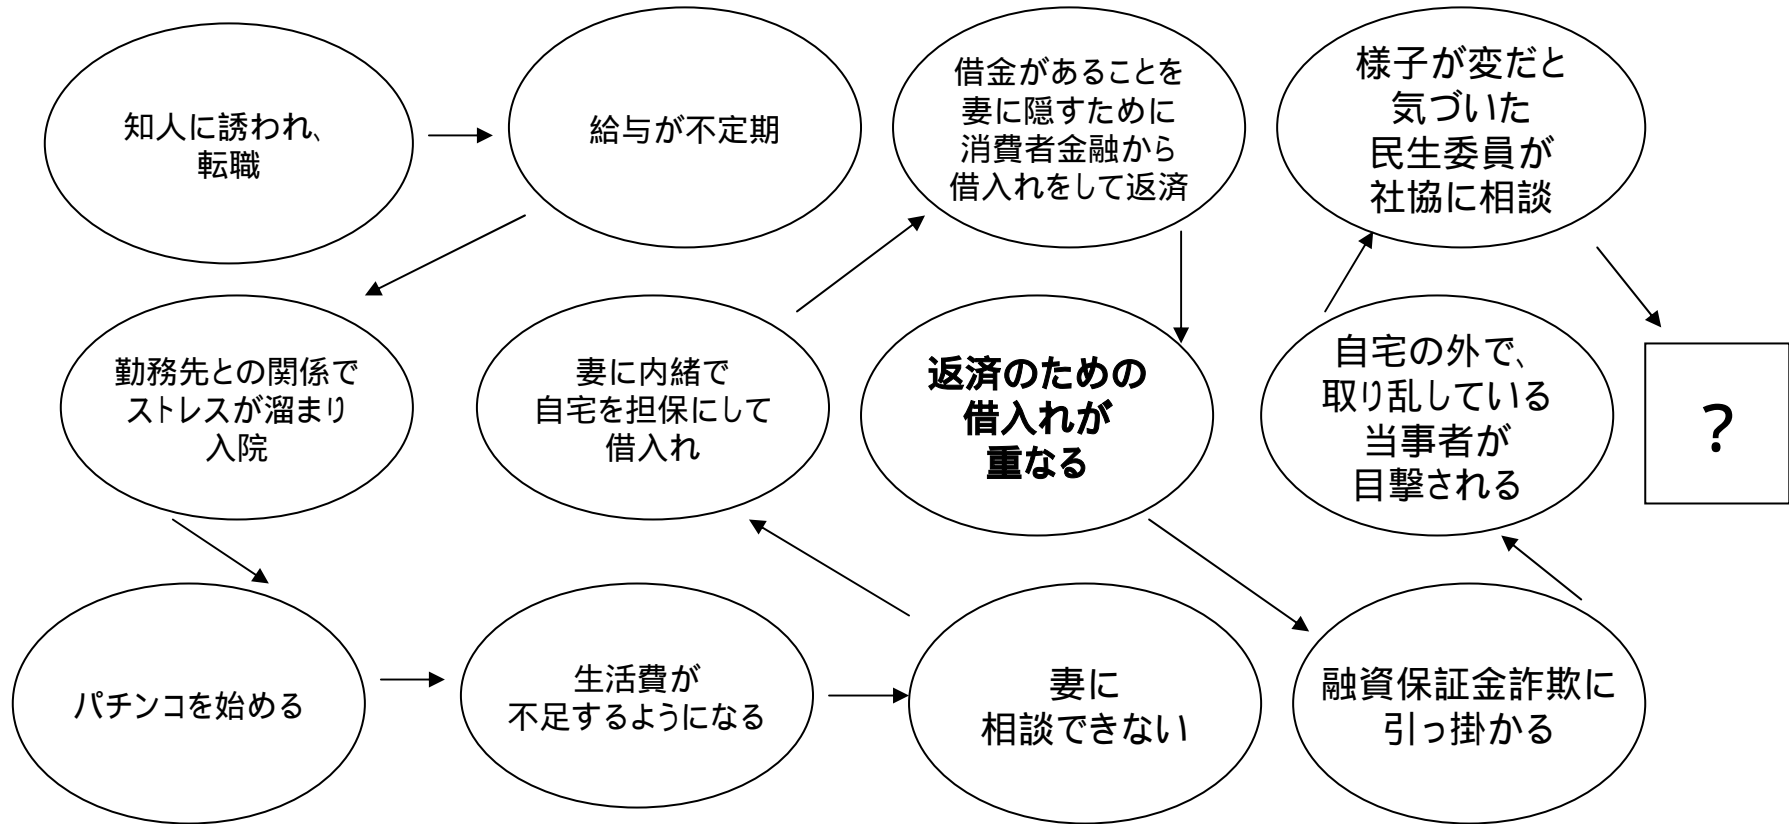 知人に誘われ、
転職
給与が不定期
勤務先との関係で
ストレスが溜まり
入院
パチンコを始める
生活費が
不足するようになる
妻に
相談できない
妻に内緒で
自宅を担保にして
借入れ
借金があることを
妻に隠すために
消費者金融から
借入れをして返済
返済のための
借入れが
重なる
融資保証金詐欺に
引っ掛かる
自宅の外で、
取り乱している
当事者が
目撃される
様子が変だと
気づいた
民生委員が
社協に相談
？